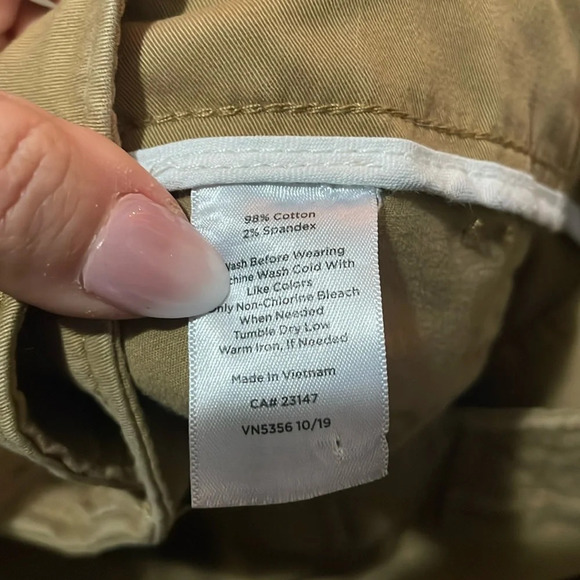 98% Cotton
2% Spandex
Wash Before Wearing
chine Wash Cold With
Like Colors
nly Non-Chlorine Bleach
When Needed
Tumble Dry Low
Warm Iron, If Needed
Made in Vietnam
CA# 23147
VN5356 10/19